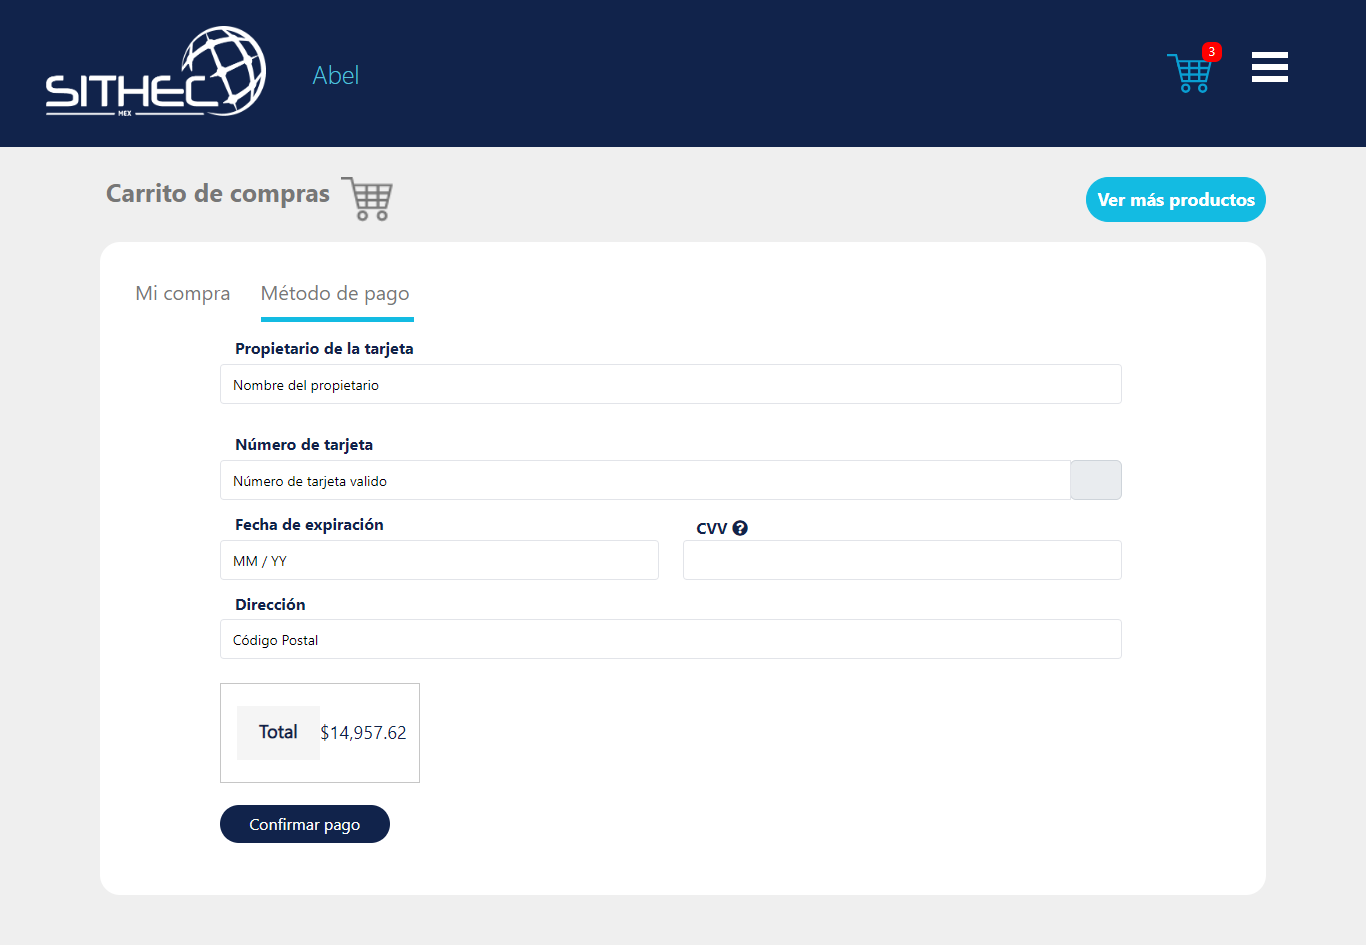 SITHEC
MEX
Abel
3
Carrito de compras
Ver más productos
Mi compra
Método de pago
Propietario de la tarjeta
Nombre del propietario
Número de tarjeta
Número de tarjeta valido
Fecha de expiración
CVV ?
MM / YY
Dirección
Código Postal
Total $14,957.62
Confirmar pago